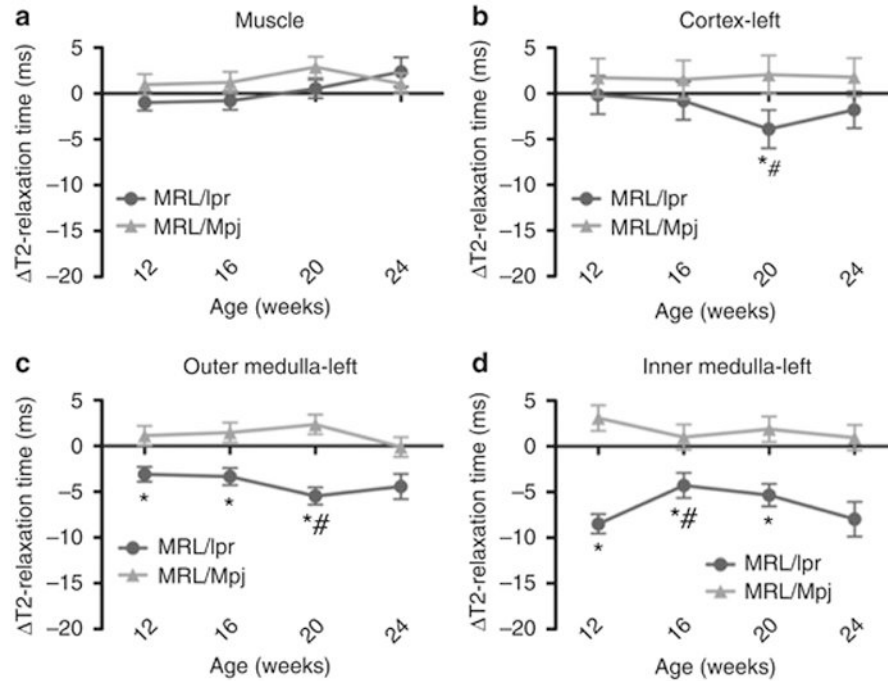 a Muscle
ΔT2-relaxation time (ms)
5
0
−5
−10
−15
−20
MRL/lpr
MRL/Mpj
12 16 20 24
Age (weeks)
b Cortex-left
ΔT2-relaxation time (ms)
5
0
−5
−10
−15
−20
*#
MRL/lpr
MRL/Mpj
12 16 20 24
Age (weeks)
c Outer medulla-left
ΔT2-relaxation time (ms)
5
0
−5
−10
−15
−20
* * *#
MRL/lpr
MRL/Mpj
12 16 20 24
Age (weeks)
d Inner medulla-left
ΔT2-relaxation time (ms)
5
0
−5
−10
−15
−20
* *# *
MRL/lpr
MRL/Mpj
12 16 20 24
Age (weeks)